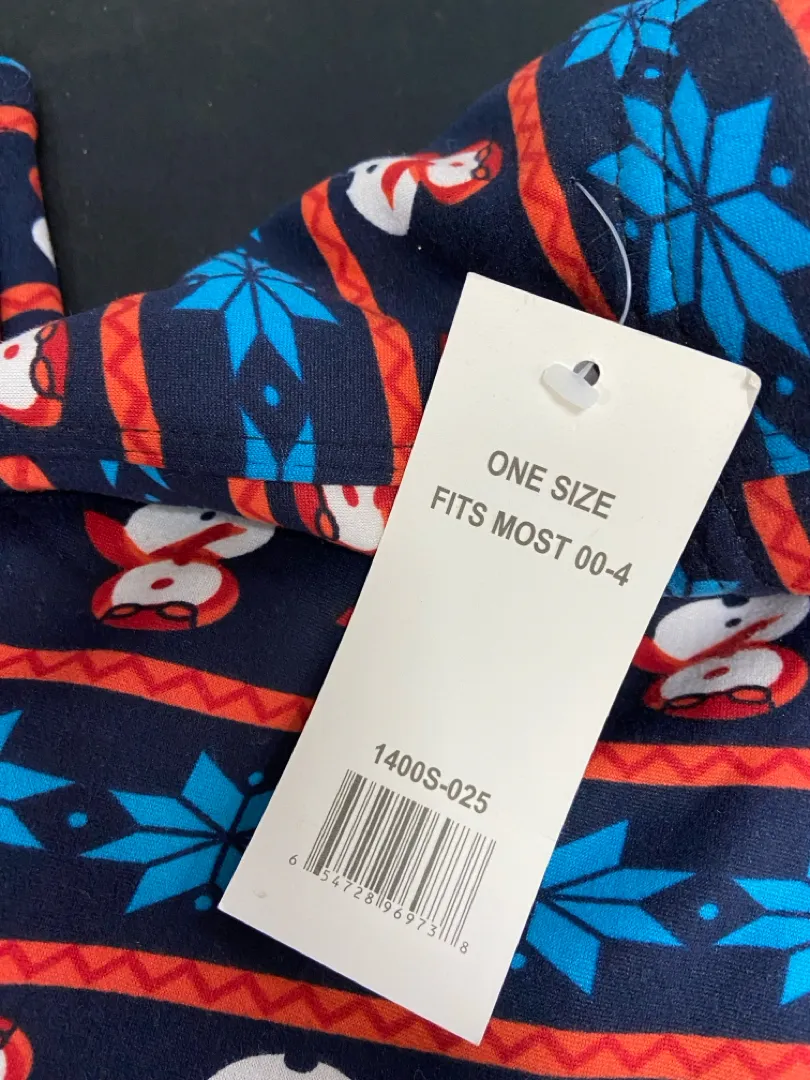 ONE SIZE
FITS MOST 00-4
1400S-025
6 54728 96973 8